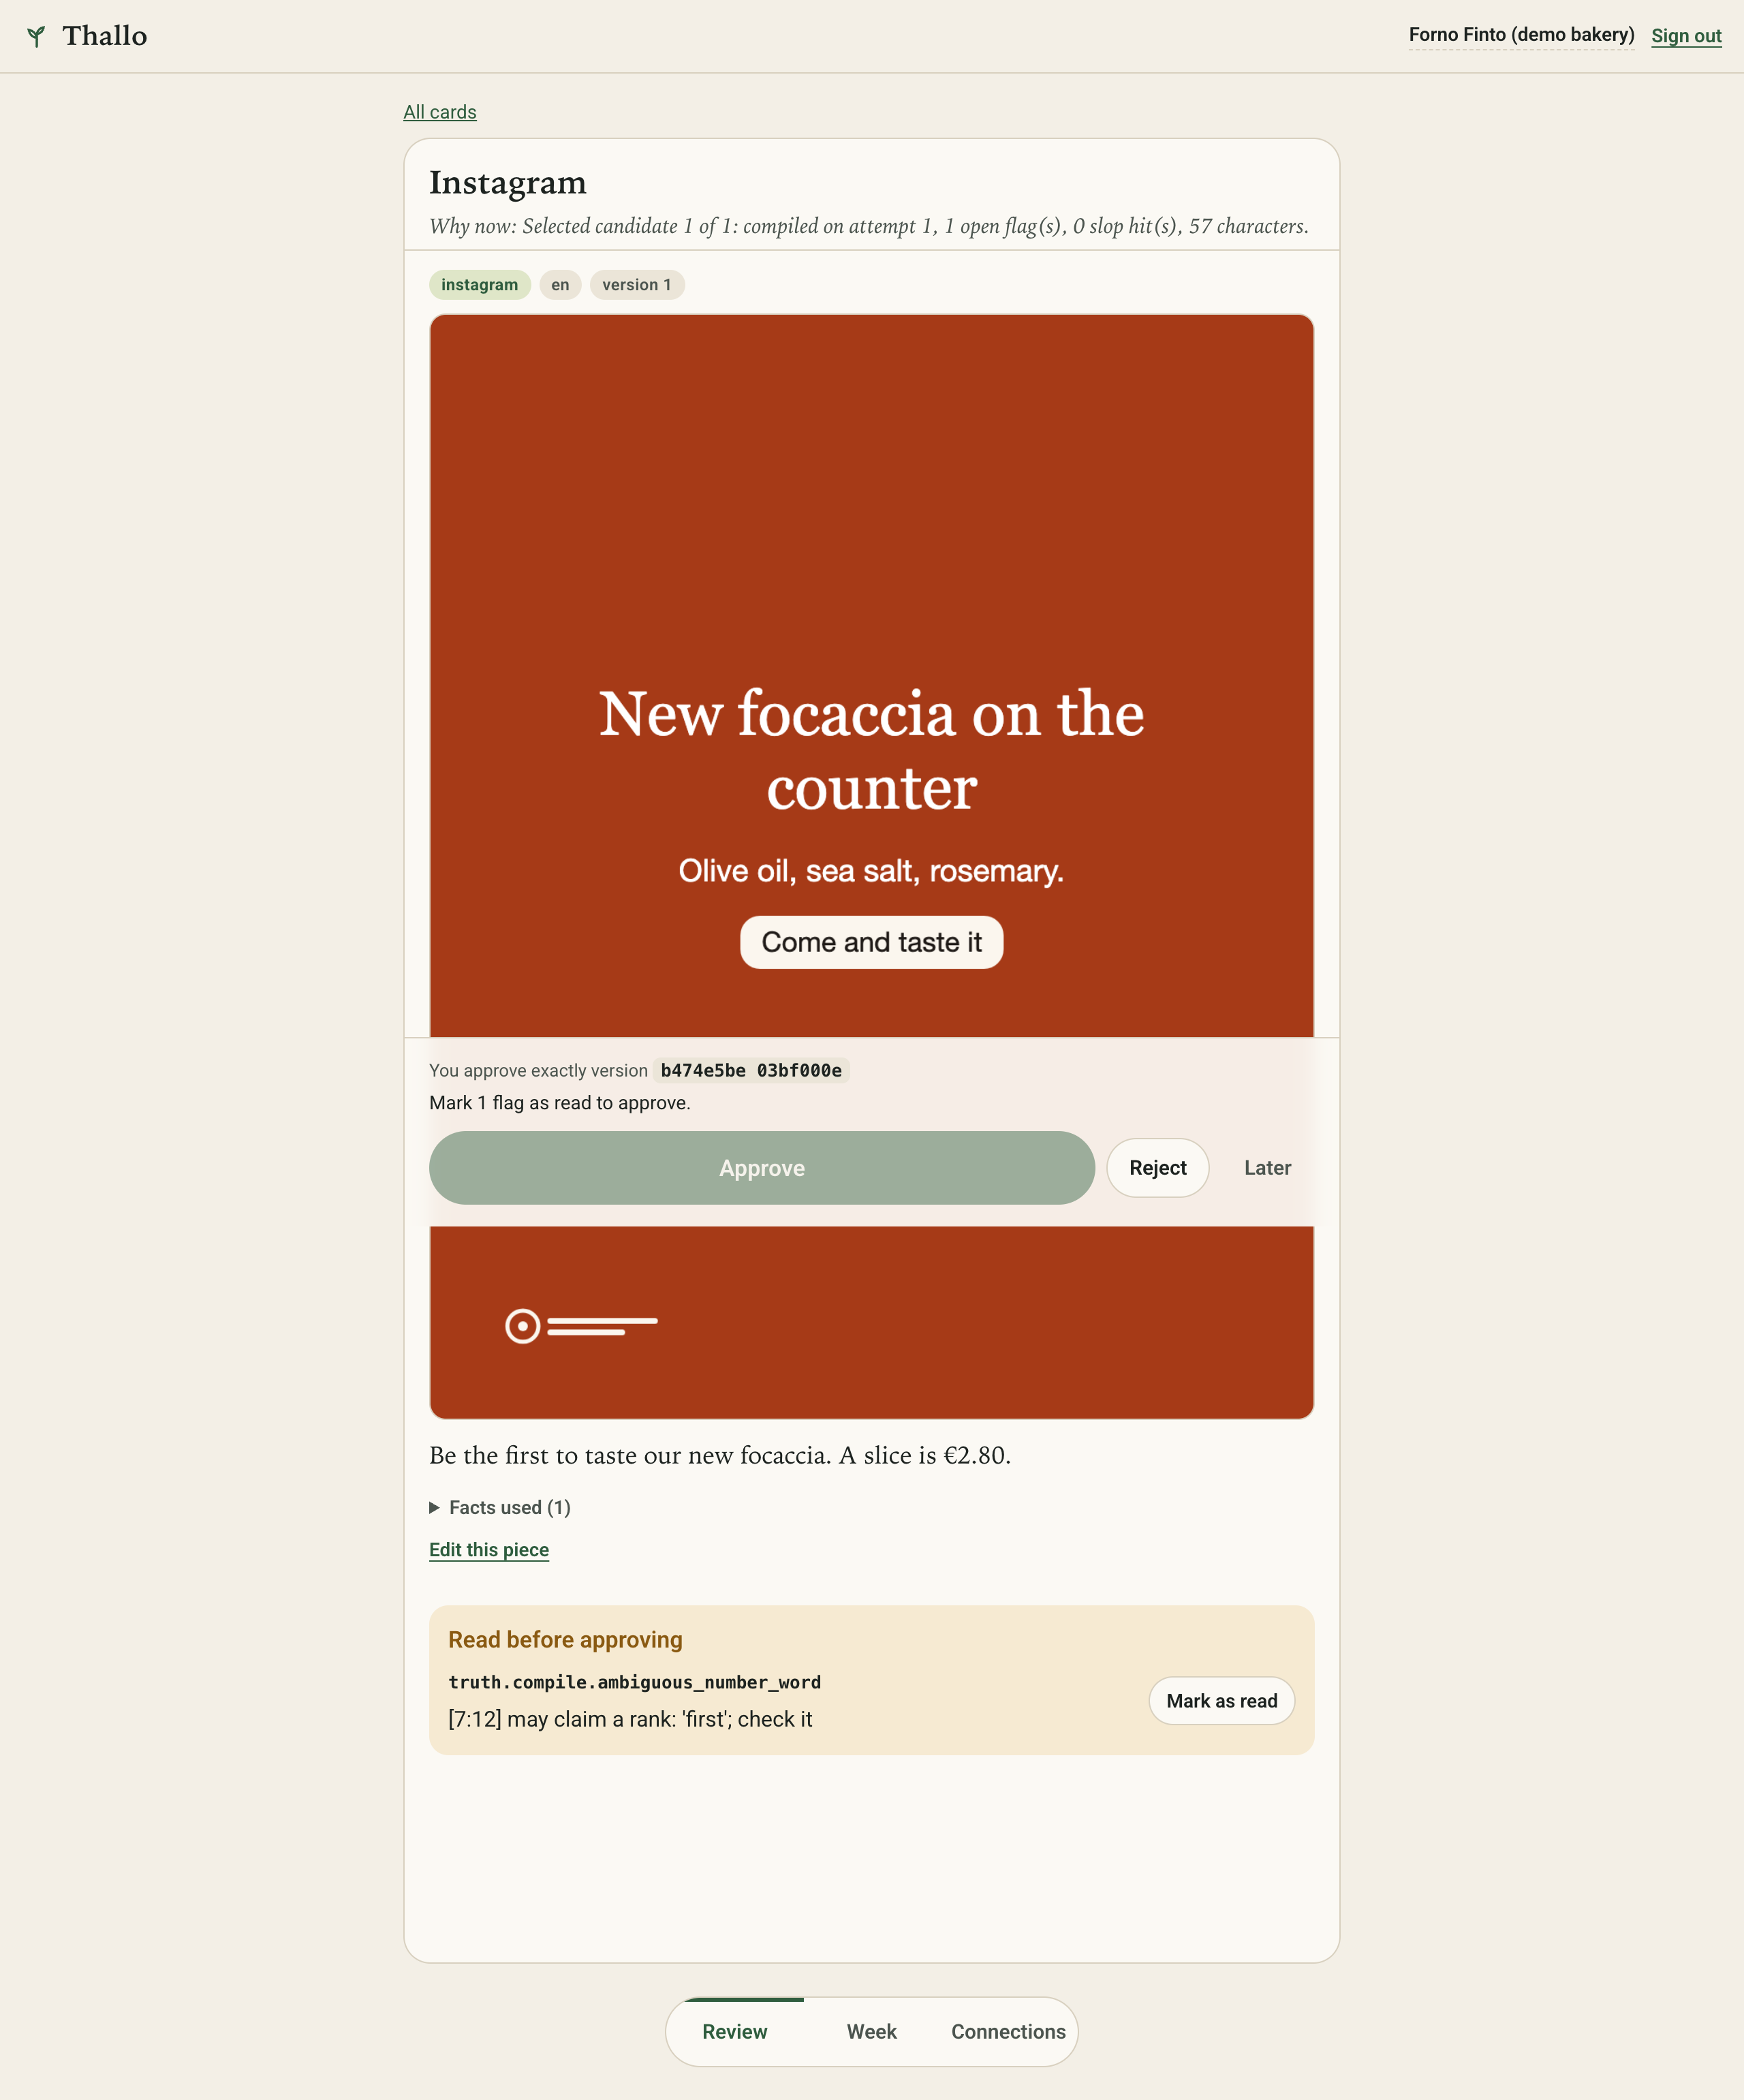 Thallo
Forno Finto (demo bakery)
Sign out
All cards
Instagram
Why now: Selected candidate 1 of 1: compiled on attempt 1, 1 open flag(s), 0 slop hit(s), 57 characters.
instagram
en
version 1
New focaccia on the
counter
Olive oil, sea salt, rosemary.
Come and taste it
You approve exactly version b474e5be 03bf000e
Mark 1 flag as read to approve.
Approve
Reject
Later
Be the first to taste our new focaccia. A slice is €2.80.
Facts used (1)
Edit this piece
Read before approving
truth.compile.ambiguous_number_word
[7:12] may claim a rank: 'first'; check it
Mark as read
Review
Week
Connections